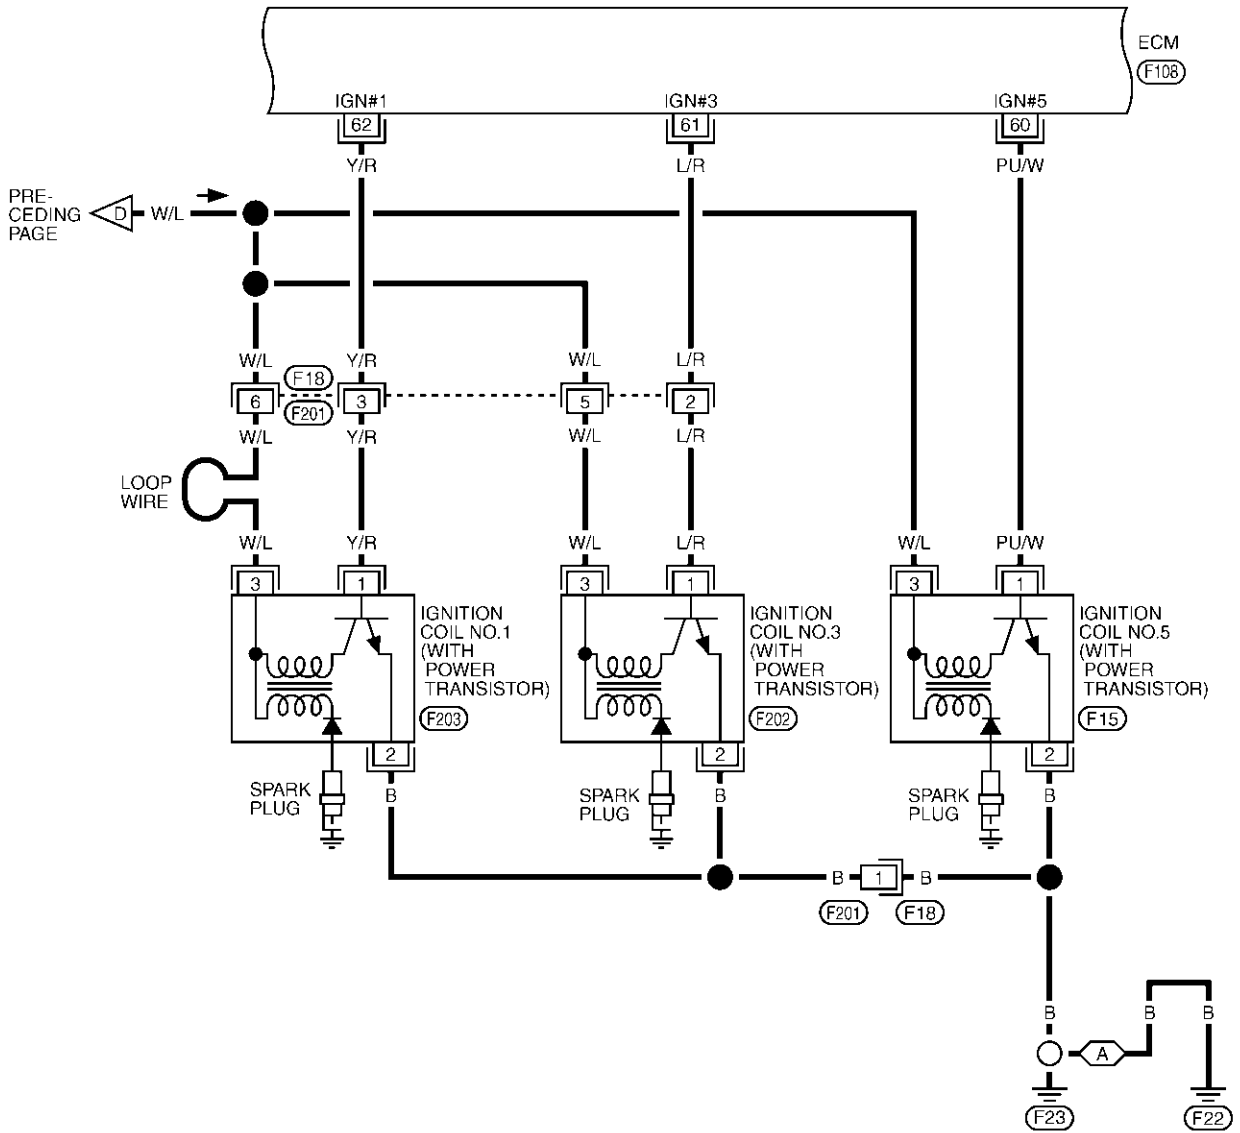 ECM
F108
IGN#1
IGN#3
IGN#5
62
61
60
Y/R
L/R
PU/W
PRE-
CEDING
PAGE
D
W/L
W/L
Y/R
W/L
L/R
F18
6
3
5
2
F201
W/L
Y/R
W/L
L/R
LOOP
WIRE
W/L
Y/R
W/L
L/R
W/L
PU/W
3
1
3
1
3
1
IGNITION
COIL NO.1
(WITH
POWER
TRANSISTOR)
F203
IGNITION
COIL NO.3
(WITH
POWER
TRANSISTOR)
F202
IGNITION
COIL NO.5
(WITH
POWER
TRANSISTOR)
F15
2
2
2
SPARK
PLUG
B
SPARK
PLUG
B
SPARK
PLUG
B
B
1
B
F201
F18
B
B
B
A
F23
F22